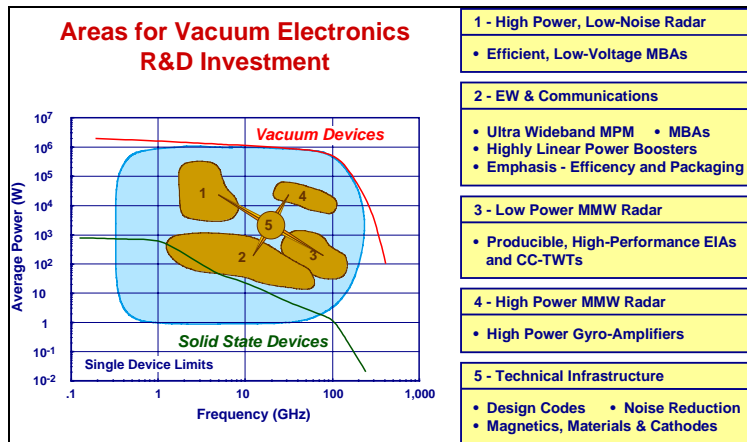 Areas for Vacuum Electronics
R&D Investment
Average Power (W)
10⁷
10⁶
10⁵
10⁴
10³
10²
10
1
10⁻¹
10⁻²
Vacuum Devices
1
4
5
2
3
Solid State Devices
Single Device Limits
.1
1
10
100
1,000
Frequency (GHz)
1 - High Power, Low-Noise Radar
• Efficient, Low-Voltage MBAs
2 - EW & Communications
• Ultra Wideband MPM • MBAs
• Highly Linear Power Boosters
• Emphasis - Efficency and Packaging
3 - Low Power MMW Radar
• Producible, High-Performance EIAs
and CC-TWTs
4 - High Power MMW Radar
• High Power Gyro-Amplifiers
5 - Technical Infrastructure
• Design Codes • Noise Reduction
• Magnetics, Materials & Cathodes